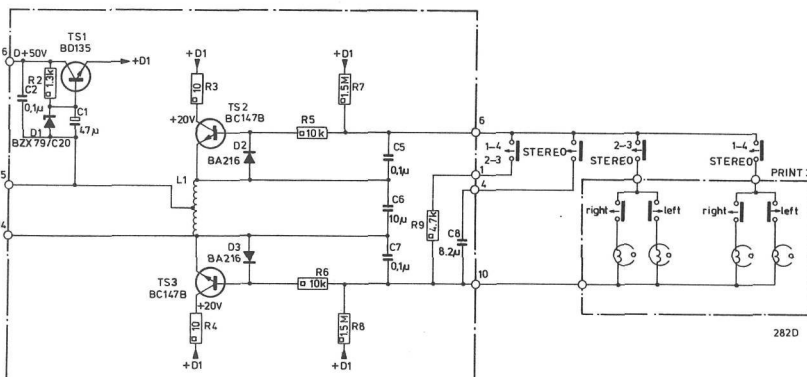 TS1
BD135
6 D+50V
+D1
R2
1.3k
C2
0,1µ
C1
47µ
D1
BZX79/C20
5
4
+D1
10
R3
+20V
TS2
BC147B
D2
BA216
L1
+D1
1.5M
R7
R5
10k
C5
0,1µ
C6
10µ
C7
0,1µ
D3
BA216
TS3
BC147B
+20V
10
R4
+D1
R6
10k
1.5M
R8
+D1
R9
4.7k
C8
8.2µ
6
1
4
10
1-4
2-3
STEREO
2-3
STEREO
1-4
STEREO
PRINT
right
left
right
left
282D